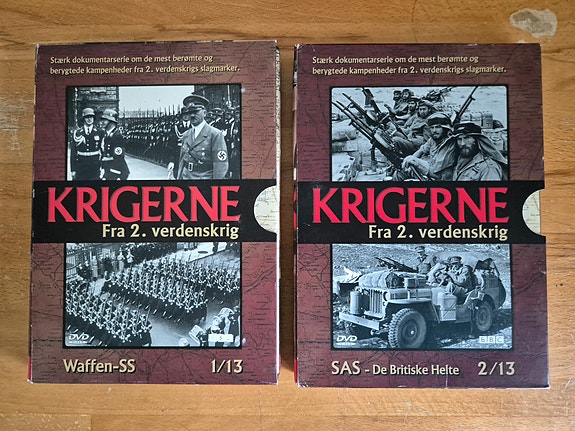 Stærk dokumentarserie om de mest berømte og
berygtede kampenheder fra 2. verdenskrigs slagmarker.
KRIGERNE
Fra 2. verdenskrig
DVD
Waffen-SS 1/13
Stærk dokumentarserie om de mest berømte og
berygtede kampenheder fra 2. verdenskrigs slagmarker.
KRIGERNE
Fra 2. verdenskrig
DVD
BBC
SAS - De Britiske Helte 2/13